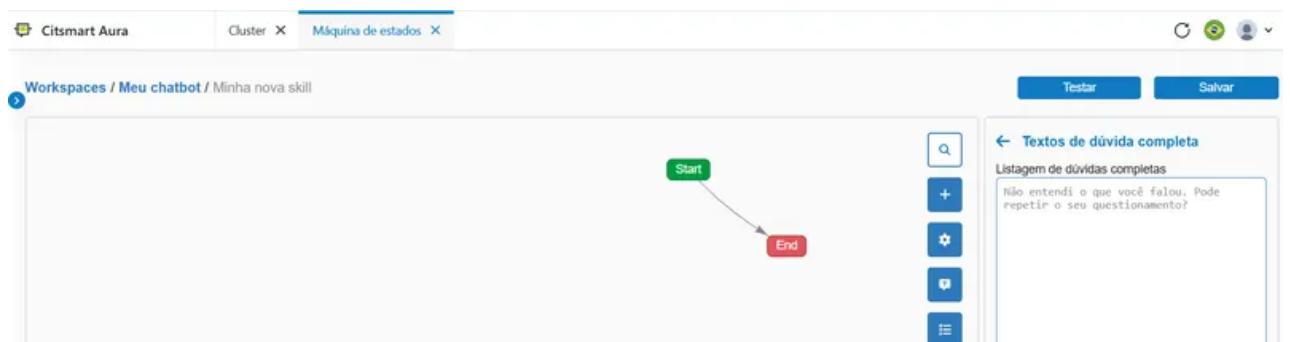 Citsmart Aura
Cluster X
Máquina de estados X
Workspaces / Meu chatbot / Minha nova skill
Testar
Salvar
Start
End
← Textos de dúvida completa
Listagem de dúvidas completas
Não entendi o que você falou. Pode
repetir o seu questionamento?